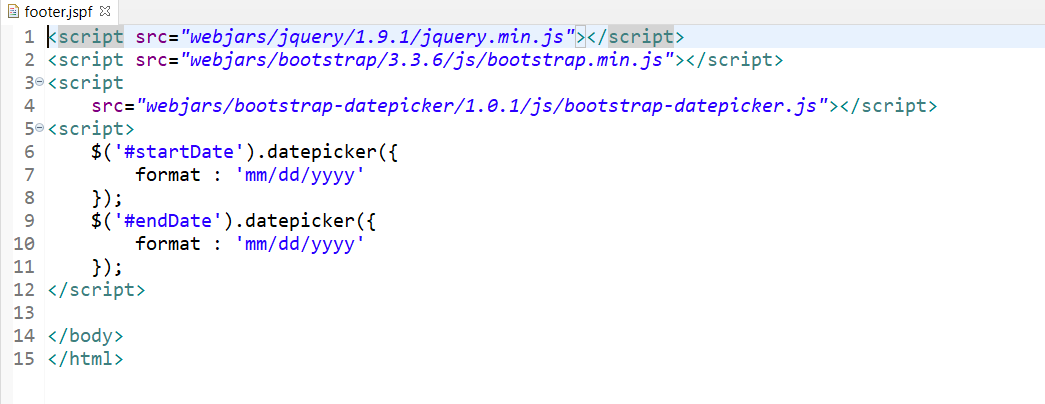 footer.jspf
1 <script src="webjars/jquery/1.9.1/jquery.min.js"></script>
2 <script src="webjars/bootstrap/3.3.6/js/bootstrap.min.js"></script>
3 <script
4     src="webjars/bootstrap-datepicker/1.0.1/js/bootstrap-datepicker.js"></script>
5 <script>
6     $('#startDate').datepicker({
7         format : 'mm/dd/yyyy'
8     });
9     $('#endDate').datepicker({
10         format : 'mm/dd/yyyy'
11     });
12 </script>
13
14 </body>
15 </html>